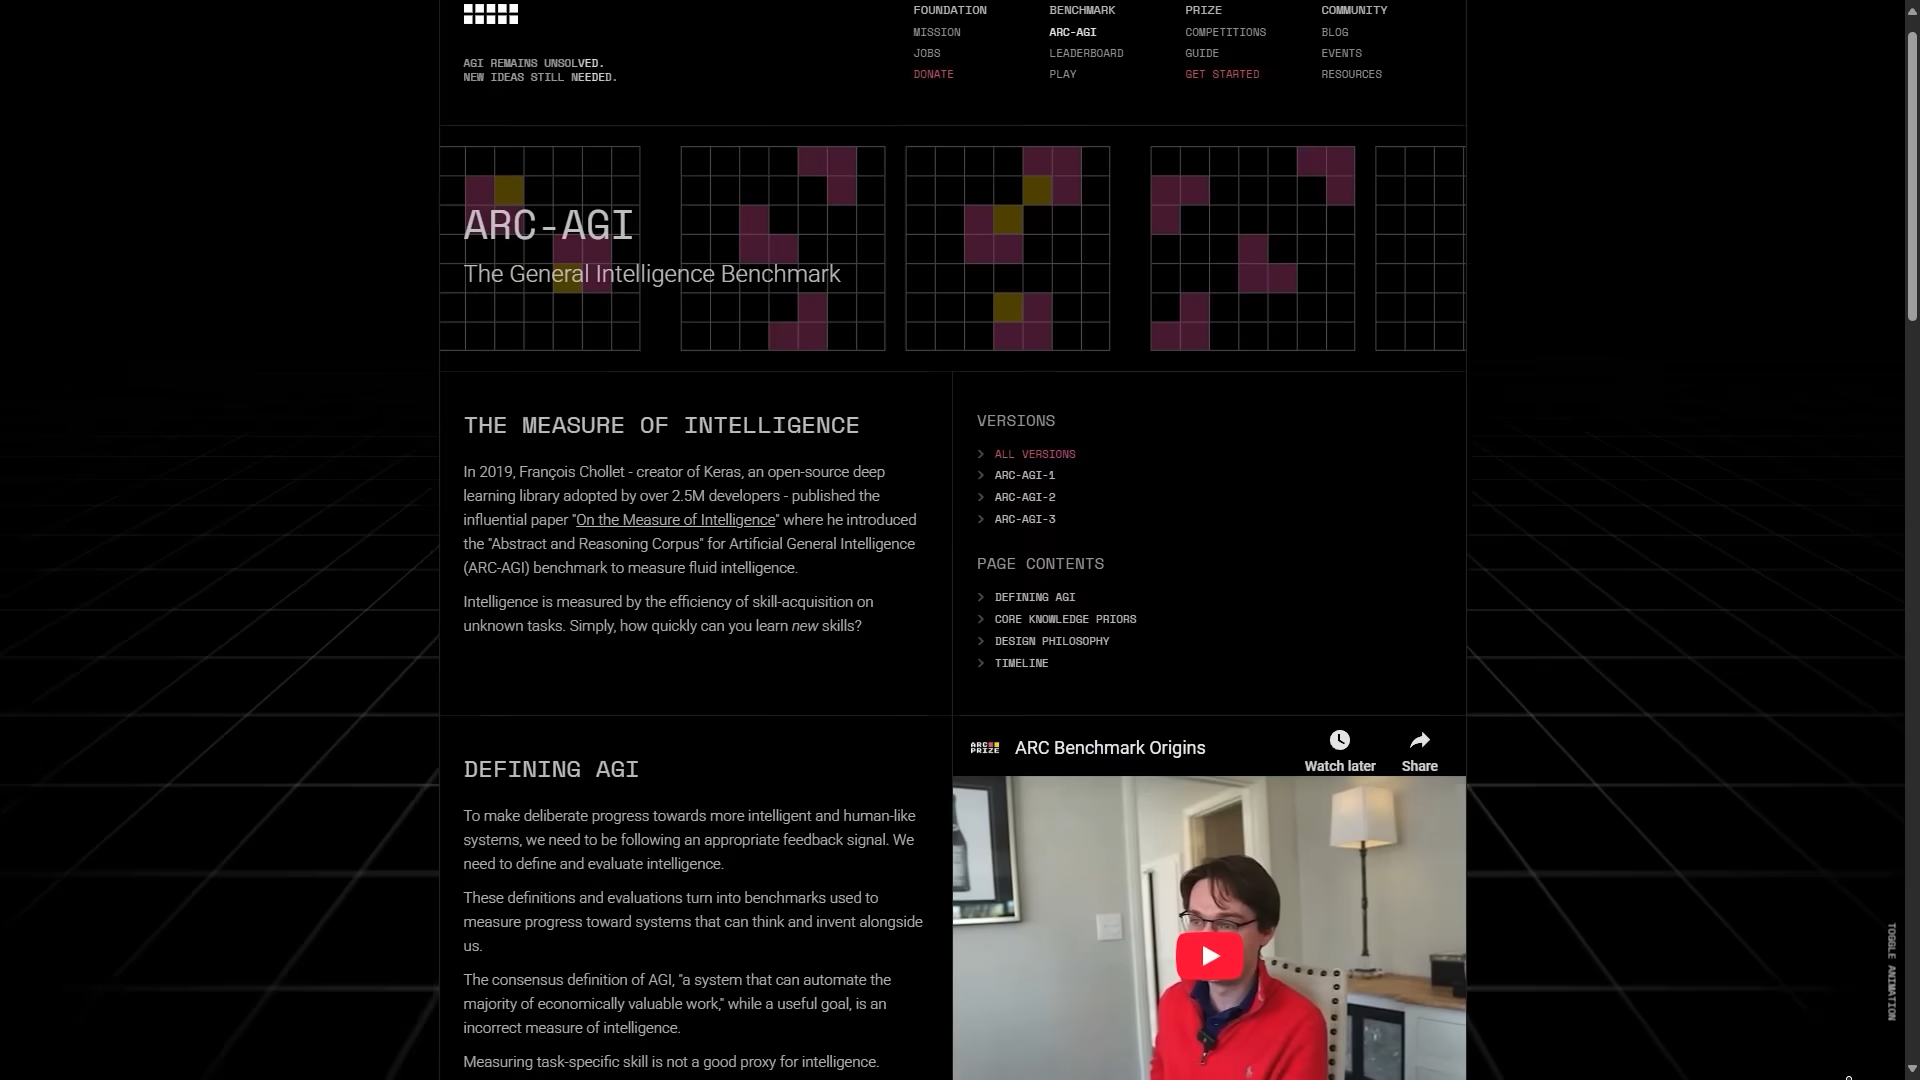 FOUNDATION
MISSION
JOBS
DONATE
BENCHMARK
ARC-AGI
LEADERBOARD
PLAY
PRIZE
COMPETITIONS
GUIDE
GET STARTED
COMMUNITY
BLOG
EVENTS
RESOURCES
AGI REMAINS UNSOLVED.
NEW IDEAS STILL NEEDED.
ARC-AGI
The General Intelligence Benchmark
THE MEASURE OF INTELLIGENCE
In 2019, François Chollet - creator of Keras, an open-source deep
learning library adopted by over 2.5M developers - published the
influential paper "On the Measure of Intelligence" where he introduced
the "Abstract and Reasoning Corpus" for Artificial General Intelligence
(ARC-AGI) benchmark to measure fluid intelligence.
Intelligence is measured by the efficiency of skill-acquisition on
unknown tasks. Simply, how quickly can you learn new skills?
VERSIONS
ALL VERSIONS
ARC-AGI-1
ARC-AGI-2
ARC-AGI-3
PAGE CONTENTS
DEFINING AGI
CORE KNOWLEDGE PRIORS
DESIGN PHILOSOPHY
TIMELINE
DEFINING AGI
To make deliberate progress towards more intelligent and human-like
systems, we need to be following an appropriate feedback signal. We
need to define and evaluate intelligence.
These definitions and evaluations turn into benchmarks used to
measure progress toward systems that can think and invent alongside
us.
The consensus definition of AGI, "a system that can automate the
majority of economically valuable work," while a useful goal, is an
incorrect measure of intelligence.
Measuring task-specific skill is not a good proxy for intelligence.
ARC
PRIZE
ARC Benchmark Origins
Watch later
Share
TOGGLE ANIMATION